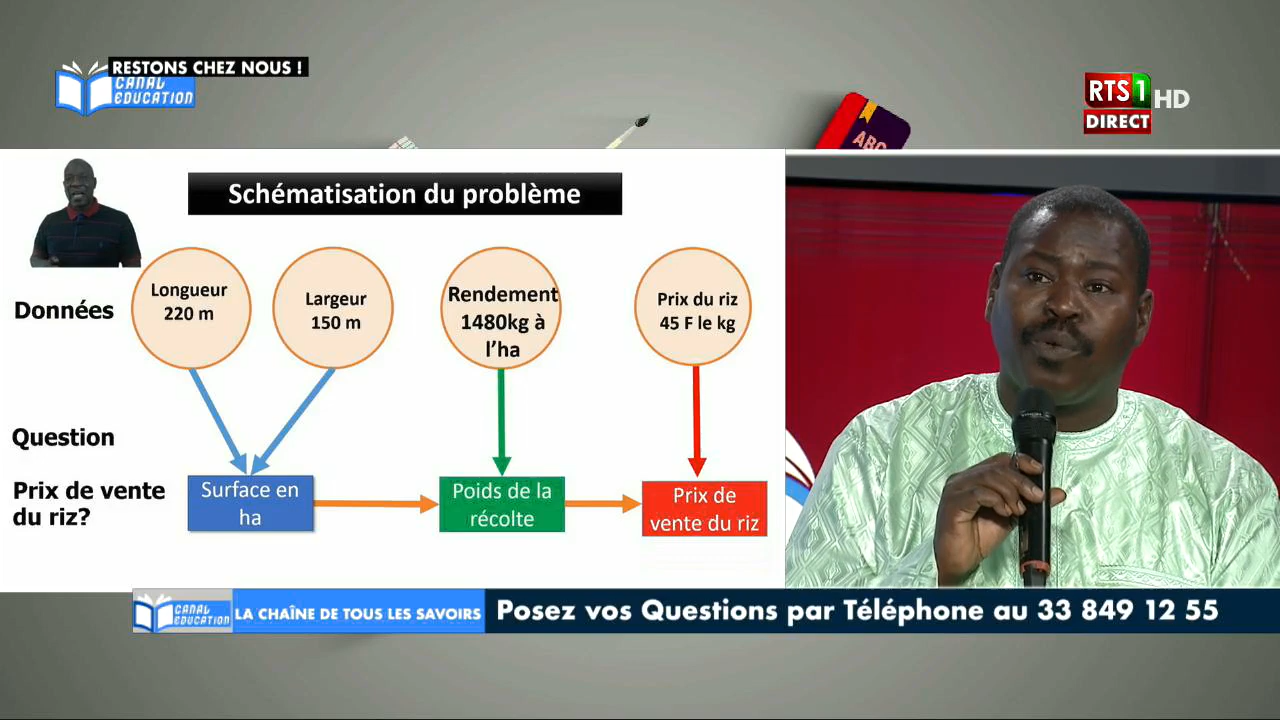 RESTONS CHEZ NOUS !
CANAL
EDUCATION
RTS1 HD
DIRECT
ABC
Schématisation du problème
Données
Longueur
220 m
Largeur
150 m
Rendement
1480kg à
l'ha
Prix du riz
45 F le kg
Question
Prix de vente
du riz?
Surface en
ha
Poids de la
récolte
Prix de
vente du riz
CANAL
EDUCATION
LA CHAÎNE DE TOUS LES SAVOIRS
Posez vos Questions par Téléphone au 33 849 12 55